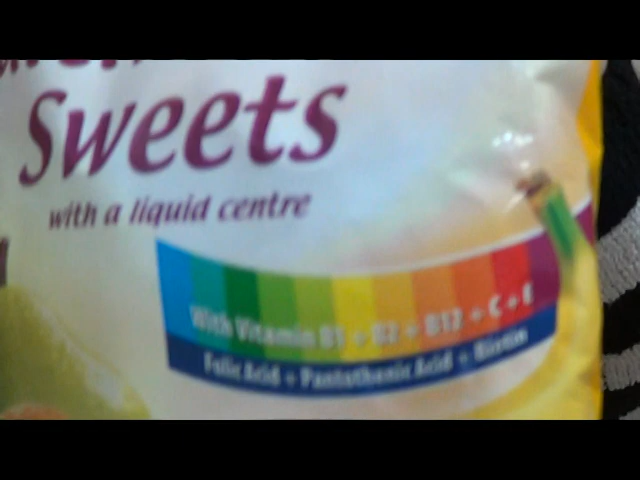 Sweets
with a liquid centre
With Vitamin B1 + B2 + B12 + C + E
Folic Acid + Pantothenic Acid + Biotin